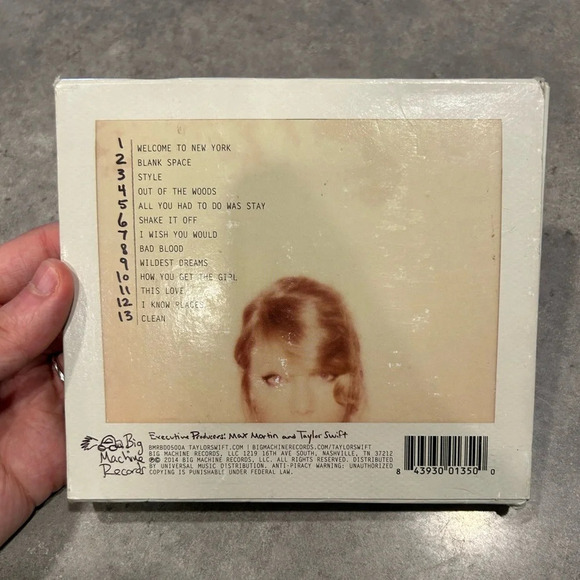 1 WELCOME TO NEW YORK
2 BLANK SPACE
3 STYLE
4 OUT OF THE WOODS
5 ALL YOU HAD TO DO WAS STAY
6 SHAKE IT OFF
7 I WISH YOU WOULD
8 BAD BLOOD
9 WILDEST DREAMS
10 HOW YOU GET THE GIRL
11 THIS LOVE
12 I KNOW PLACES
13 CLEAN
Big
Machine
Records
Executive Producers: Max Martin and Taylor Swift
BMRBD0500A TAYLORSWIFT.COM | BIGMACHINERECORDS.COM/TAYLORSWIFT
BIG MACHINE RECORDS, LLC 1219 16TH AVE SOUTH, NASHVILLE, TN 37212
℗© 2014 BIG MACHINE RECORDS, LLC. ALL RIGHTS RESERVED. DISTRIBUTED
BY UNIVERSAL MUSIC DISTRIBUTION. ANTI-PIRACY WARNING: UNAUTHORIZED
COPYING IS PUNISHABLE UNDER FEDERAL LAW.
8 43930 01350 0